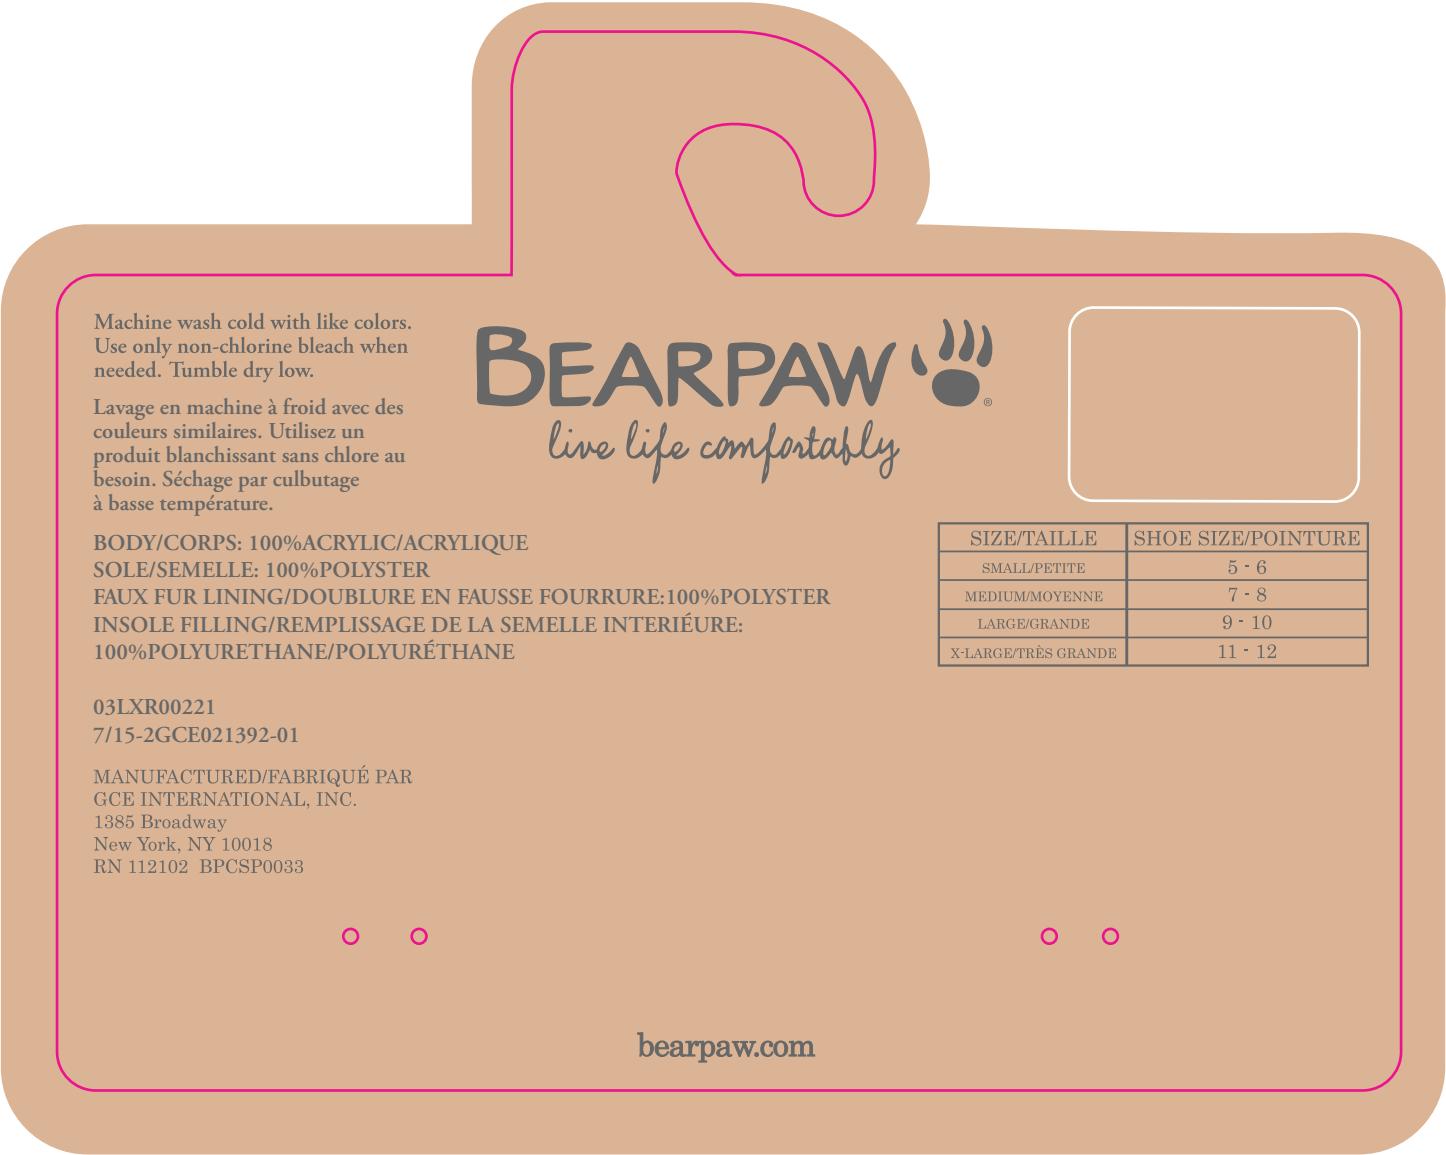 Machine wash cold with like colors.
Use only non-chlorine bleach when
needed. Tumble dry low.
Lavage en machine à froid avec des
couleurs similaires. Utilisez un
produit blanchissant sans chlore au
besoin. Séchage par culbutage
à basse température.
BEARPAW ®
live life comfortably
BODY/CORPS: 100%ACRYLIC/ACRYLIQUE
SOLE/SEMELLE: 100%POLYSTER
FAUX FUR LINING/DOUBLURE EN FAUSSE FOURRURE:100%POLYSTER
INSOLE FILLING/REMPLISSAGE DE LA SEMELLE INTERIÉURE:
100%POLYURETHANE/POLYURÉTHANE
SIZE/TAILLE SHOE SIZE/POINTURE
SMALL/PETITE 5 - 6
MEDIUM/MOYENNE 7 - 8
LARGE/GRANDE 9 - 10
X-LARGE/TRÈS GRANDE 11 - 12
03LXR00221
7/15-2GCE021392-01
MANUFACTURED/FABRIQUÉ PAR
GCE INTERNATIONAL, INC.
1385 Broadway
New York, NY 10018
RN 112102 BPCSP0033
bearpaw.com